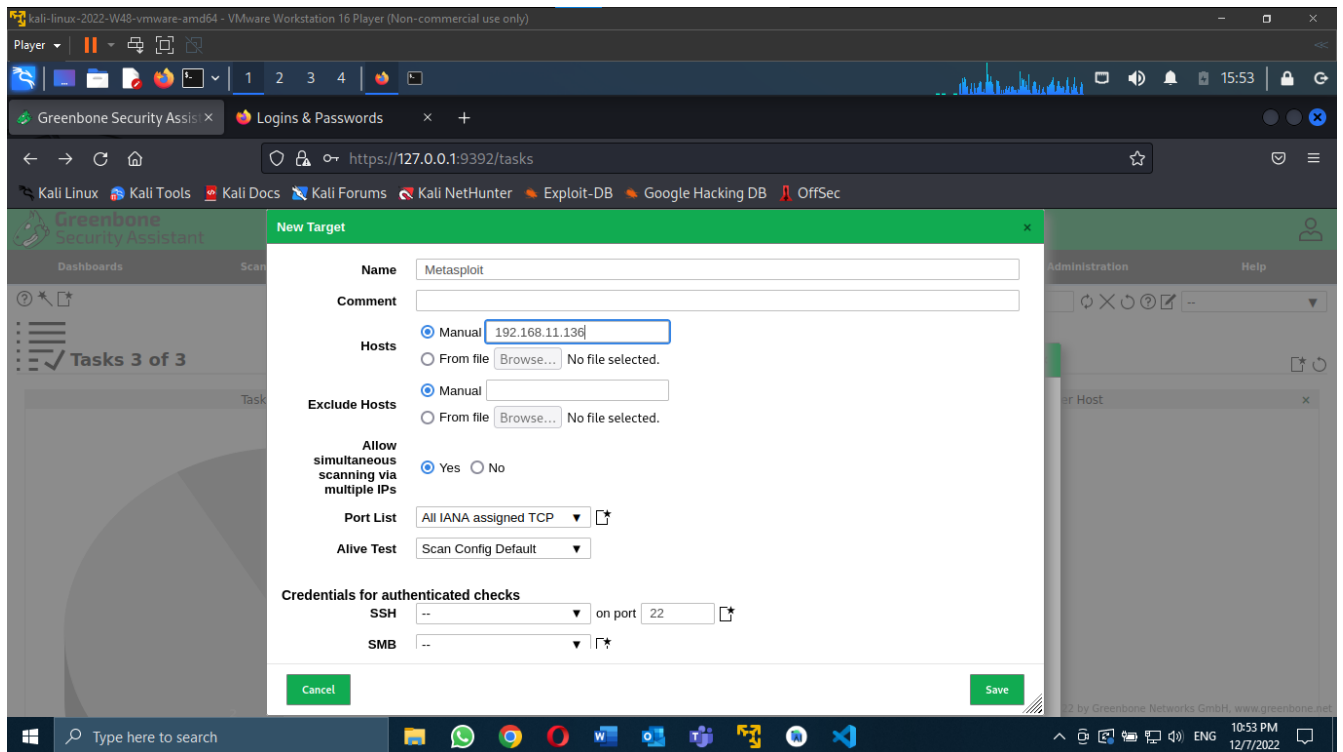 kali-linux-2022-W48-vmware-amd64 - VMware Workstation 16 Player (Non-commercial use only)
Player
1 2 3 4 15:53
Greenbone Security Assis × Logins & Passwords × +
https://127.0.0.1:9392/tasks
Kali Linux Kali Tools Kali Docs Kali Forums Kali NetHunter Exploit-DB Google Hacking DB OffSec
Greenbone
Security Assistant
New Target ×
Dashboards Scan Administration Help
Name Metasploit
Comment
--
Hosts Manual 192.168.11.136
From file Browse... No file selected.
Tasks 3 of 3
Exclude Hosts Manual
From file Browse... No file selected.
Task er Host ×
Allow
simultaneous
scanning via
multiple IPs
Yes No
Port List All IANA assigned TCP
Alive Test Scan Config Default
Credentials for authenticated checks
SSH -- on port 22
SMB --
Cancel Save
22 by Greenbone Networks GmbH, www.greenbone.net
Type here to search
ENG
10:53 PM
12/7/2022